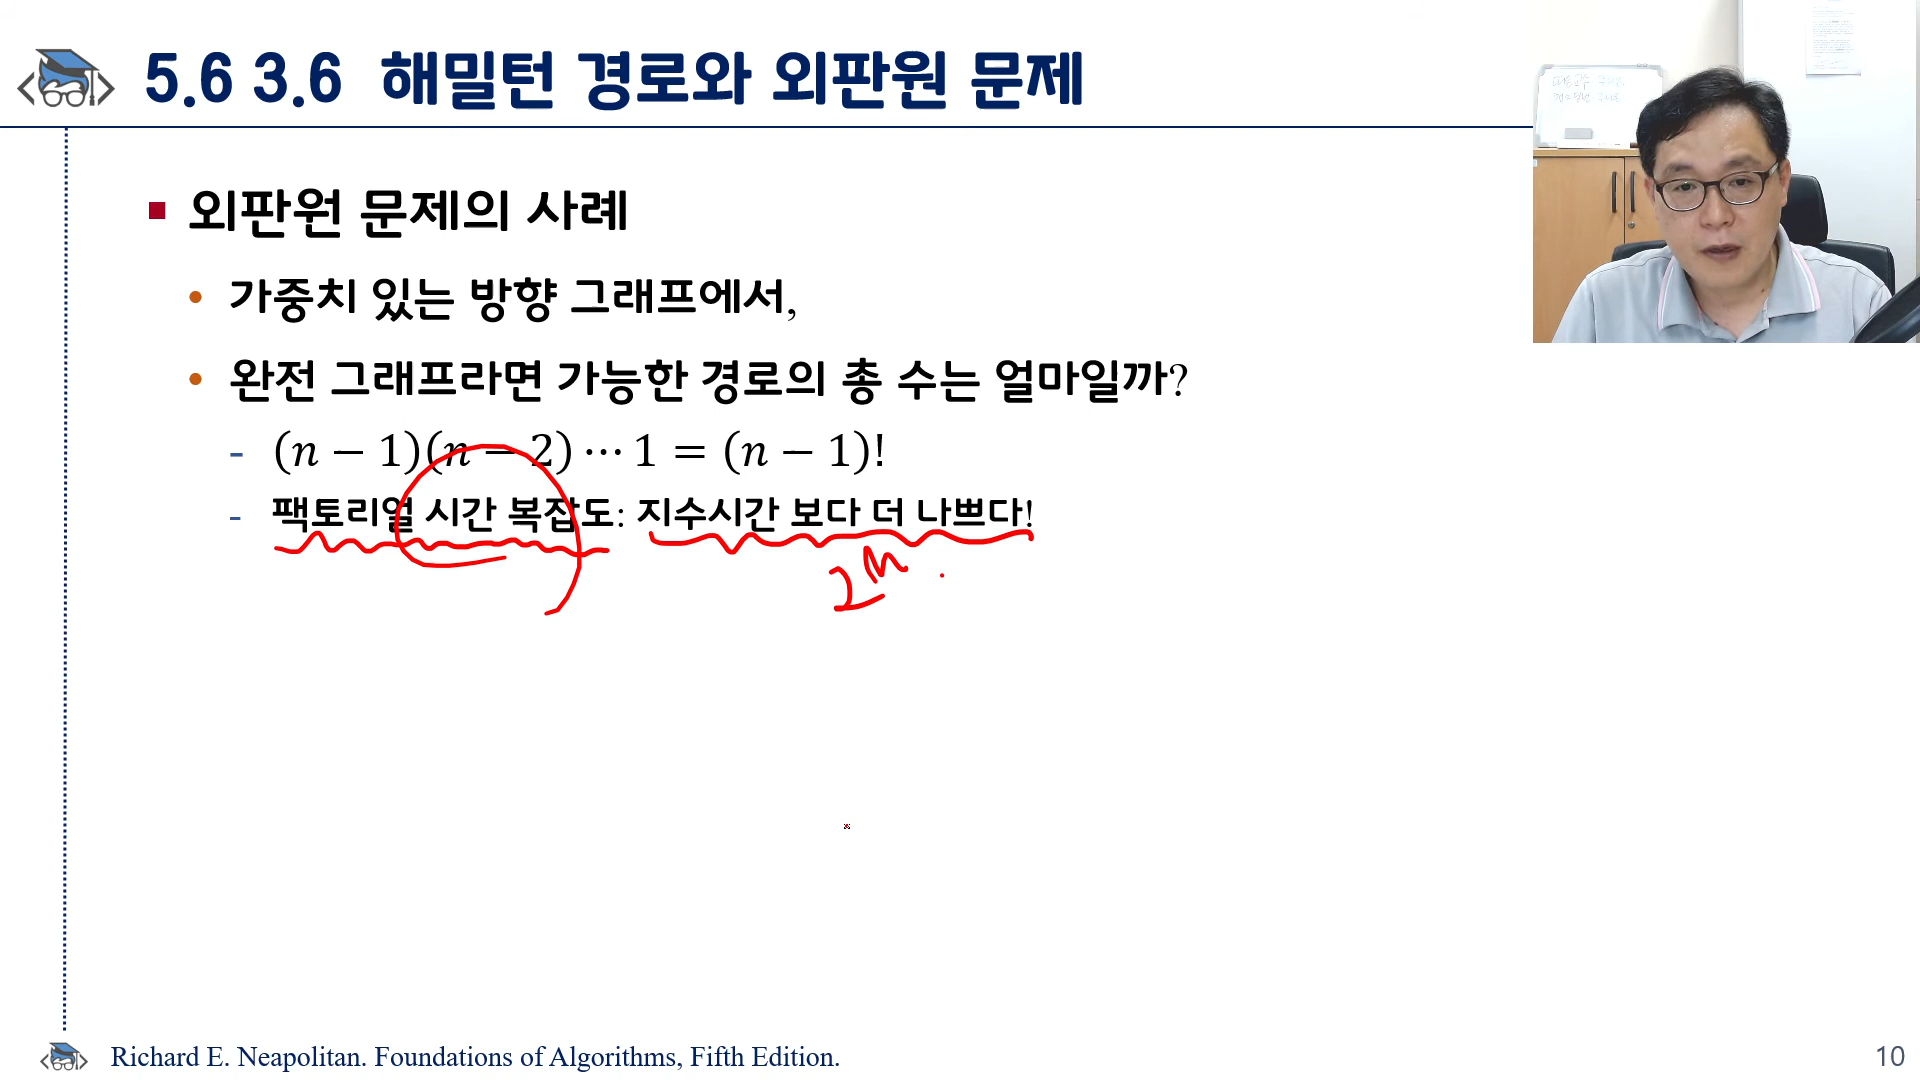 5.6 3.6 해밀턴 경로와 외판원 문제
외판원 문제의 사례
가중치 있는 방향 그래프에서,
완전 그래프라면 가능한 경로의 총 수는 얼마일까?
- (n − 1)(n − 2) ⋯ 1 = (n − 1)!
- 팩토리얼 시간 복잡도: 지수시간 보다 더 나쁘다!
2ⁿ
Richard E. Neapolitan. Foundations of Algorithms, Fifth Edition.
10